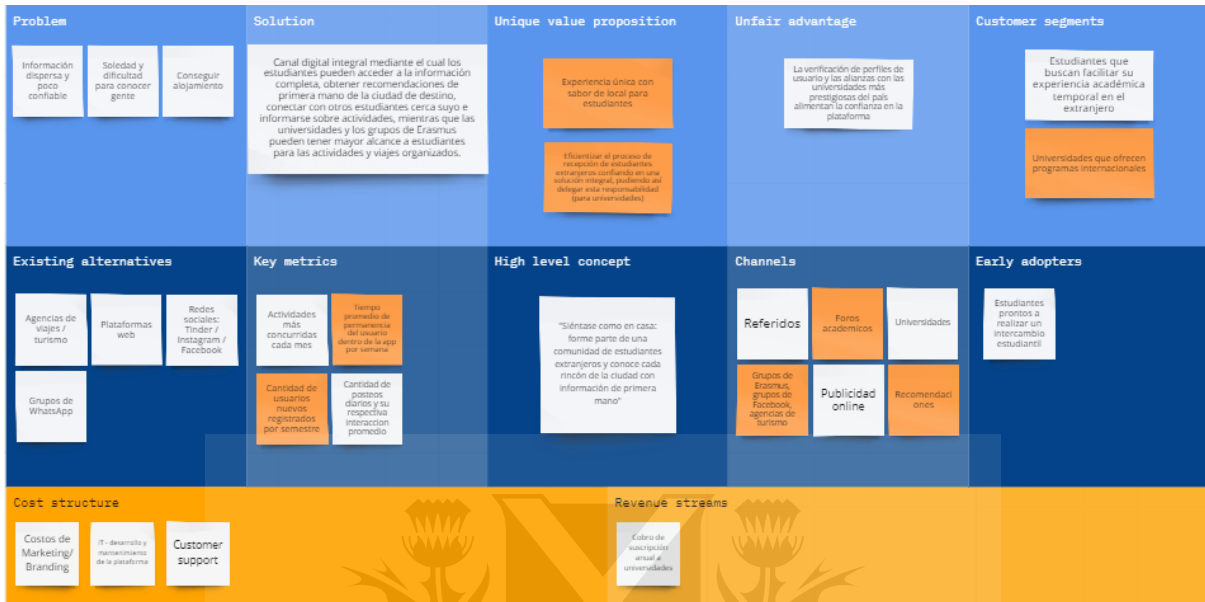 Problem
Información
dispersa y
poco
confiable
Soledad y
dificultad
para conocer
gente
Conseguir
alojamiento
Solution
Canal digital integral mediante el cual los
estudiantes pueden acceder a la información
completa, obtener recomendaciones de
primera mano de la ciudad de destino,
conectar con otros estudiantes cerca suyo e
informarse sobre actividades, mientras que las
universidades y los grupos de Erasmus
pueden tener mayor alcance a estudiantes
para las actividades y viajes organizados.
Unique value proposition
Experiencia única con
sabor de local para
estudiantes
Eficientizar el proceso de
recepción de estudiantes
extranjeros confiando en una
solución integral, pudiendo así
delegar esta responsabilidad
(para universidades)
Unfair advantage
La verificación de perfiles de
usuario y las alianzas con las
universidades más
prestigiosas del país
alimentan la confianza en la
plataforma
Customer segments
Estudiantes que
buscan facilitar su
experiencia académica
temporal en el
extranjero
Universidades que ofrecen
programas internacionales
Existing alternatives
Agencias de
viajes /
turismo
Plataformas
web
Redes
sociales:
Tinder /
Instagram /
Facebook
Grupos de
WhatsApp
Key metrics
Actividades
más
concurridas
cada mes
Tiempo
promedio de
permanencia
del usuario
dentro de la app
por semana
Cantidad de
usuarios
nuevos
registrados
por semestre
Cantidad de
posteos
diarios y su
respectiva
interaccion
promedio
High level concept
"Siéntase como en casa:
forme parte de una
comunidad de estudiantes
extranjeros y conoce cada
rincón de la ciudad con
información de primera
mano"
Channels
Referidos
Foros
academicos
Universidades
Grupos de
Erasmus,
grupos de
Facebook,
agencias de
turismo
Publicidad
online
Recomendaci
ones
Early adopters
Estudiantes
prontos a
realizar un
intercambio
estudiantil
Cost structure
Costos de
Marketing/
Branding
IT - desarrollo y
mantenimiento
de la plataforma
Customer
support
Revenue streams
Cobro de
suscripción
anual a
universidades